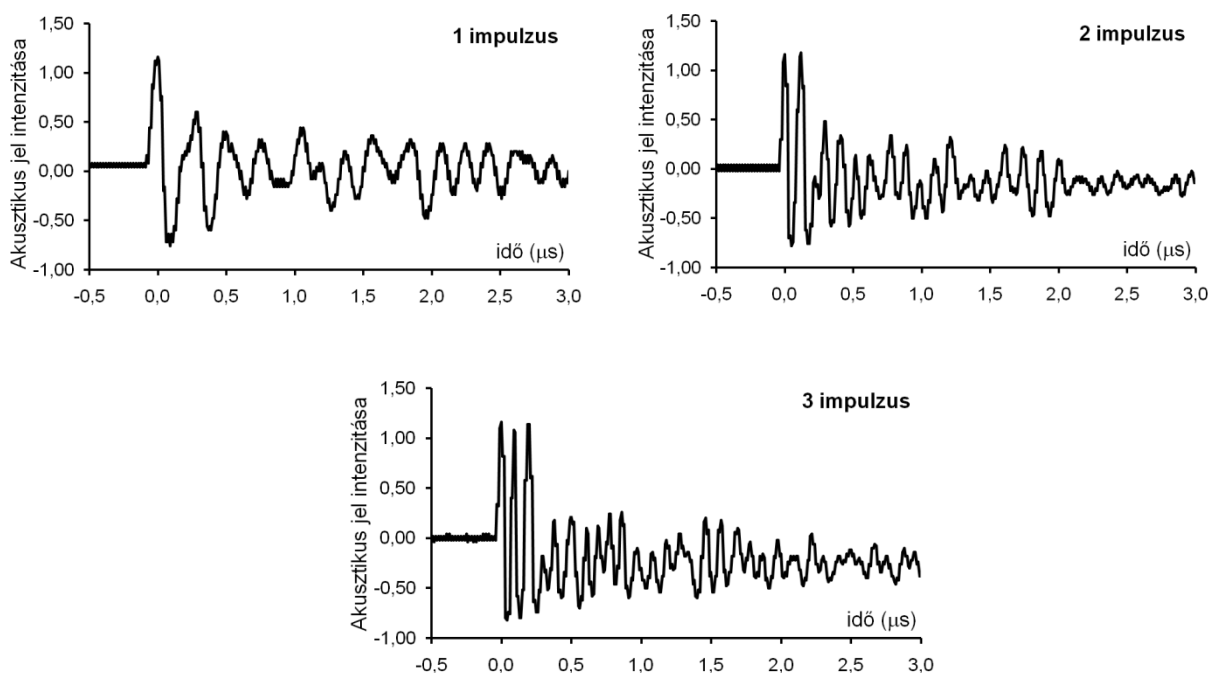 1 impulzus
Akusztikus jel intenzitása
1,50
1,00
0,50
0,00
-0,50
-1,00
idő (μs)
-0,5 0,0 0,5 1,0 1,5 2,0 2,5 3,0
2 impulzus
Akusztikus jel intenzitása
1,50
1,00
0,50
0,00
-0,50
-1,00
idő (μs)
-0,5 0,0 0,5 1,0 1,5 2,0 2,5 3,0
3 impulzus
Akusztikus jel intenzitása
1,50
1,00
0,50
0,00
-0,50
-1,00
idő (μs)
-0,5 0,0 0,5 1,0 1,5 2,0 2,5 3,0